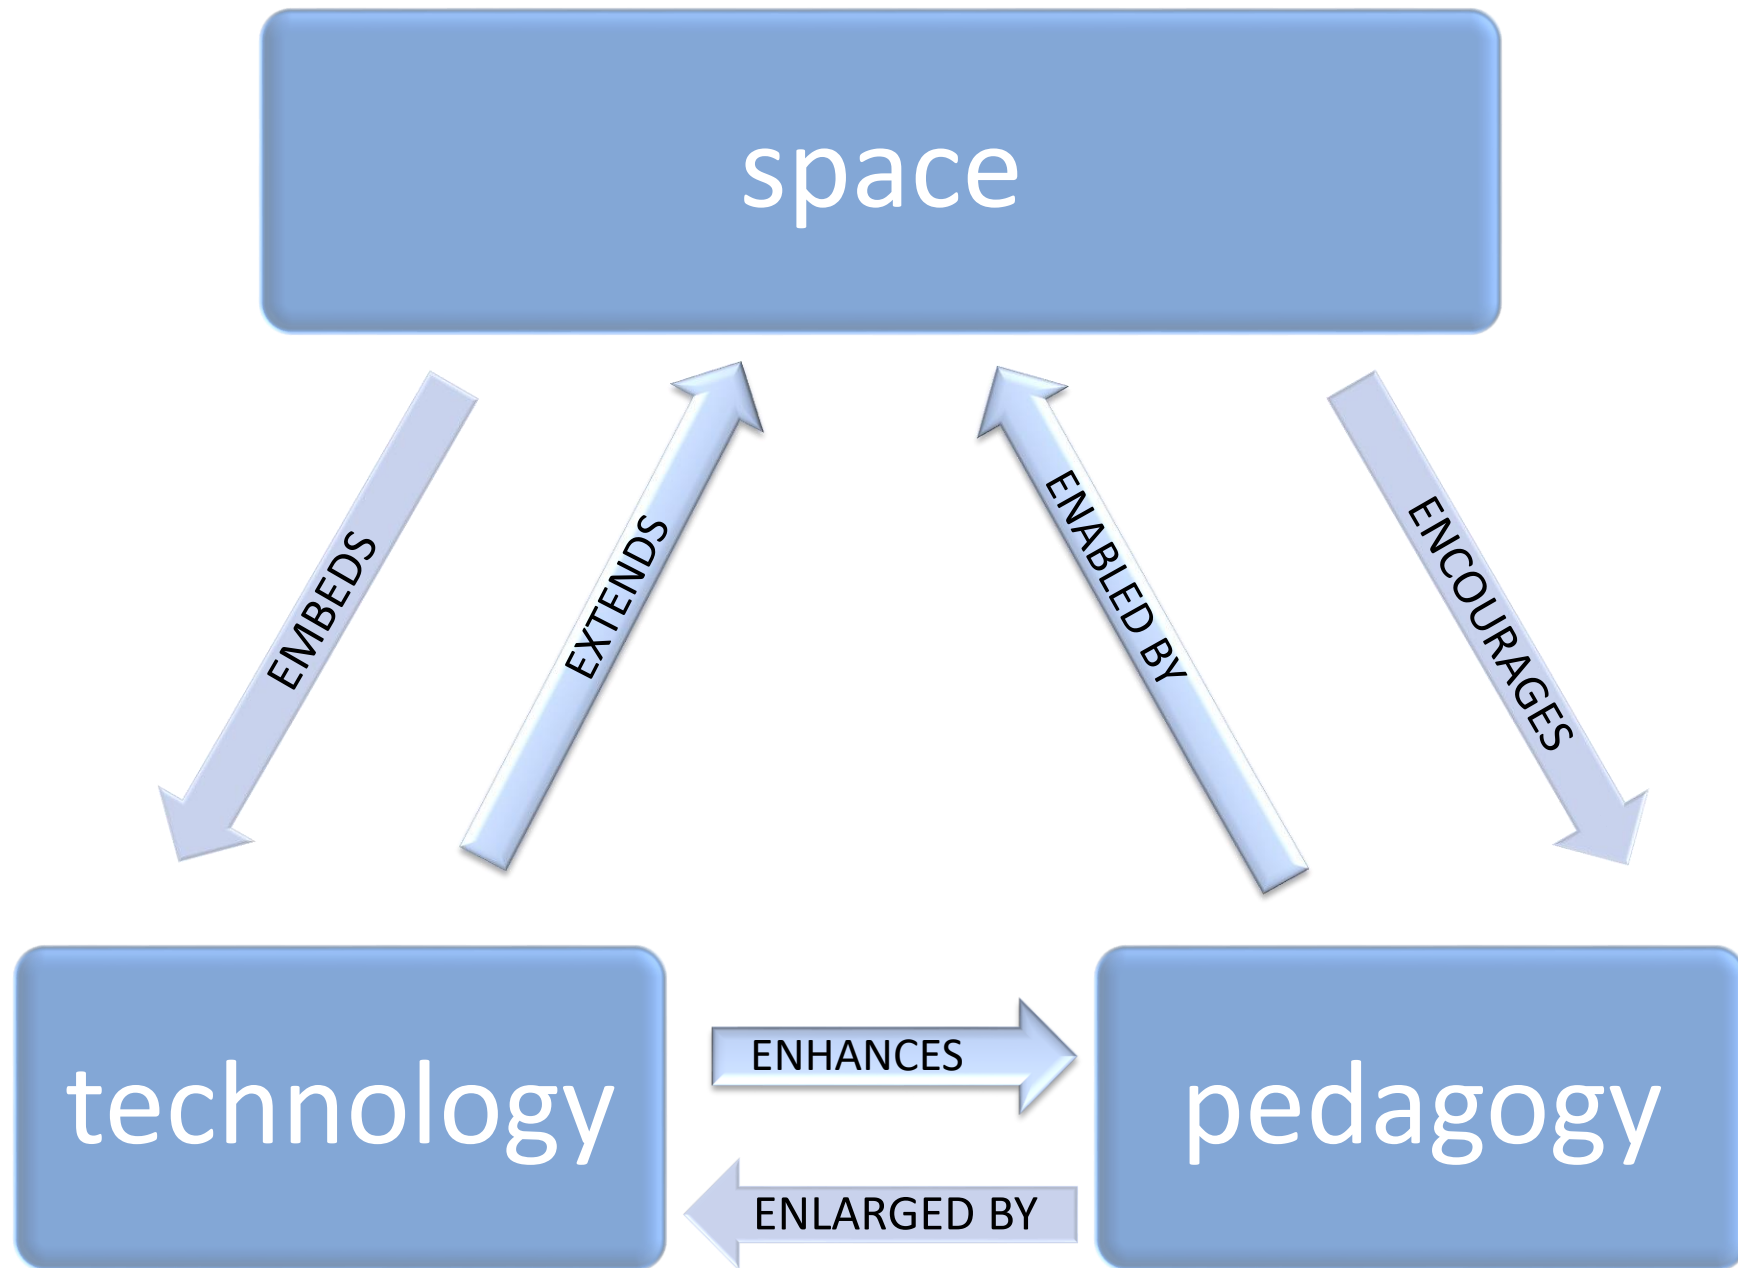 space
EMBEDS
EXTENDS
ENABLED BY
ENCOURAGES
technology
ENHANCES
pedagogy
ENLARGED BY